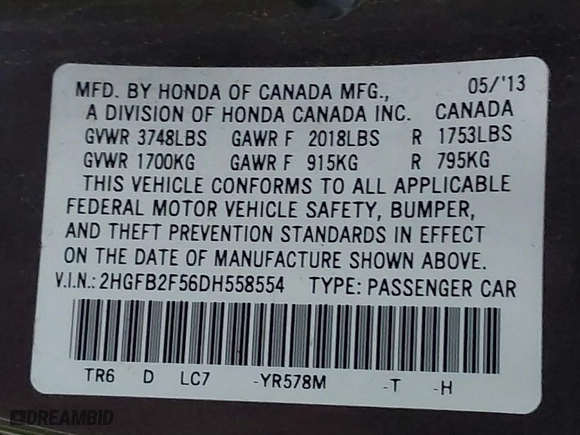 MFD. BY HONDA OF CANADA MFG., 05/'13
A DIVISION OF HONDA CANADA INC. CANADA
GVWR 3748LBS GAWR F 2018LBS R 1753LBS
GVWR 1700KG GAWR F 915KG R 795KG
THIS VEHICLE CONFORMS TO ALL APPLICABLE
FEDERAL MOTOR VEHICLE SAFETY, BUMPER,
AND THEFT PREVENTION STANDARDS IN EFFECT
ON THE DATE OF MANUFACTURE SHOWN ABOVE.
V.I.N.: 2HGFB2F56DH558554 TYPE: PASSENGER CAR
TR6 D LC7 -YR578M -T -H
DREAMBID